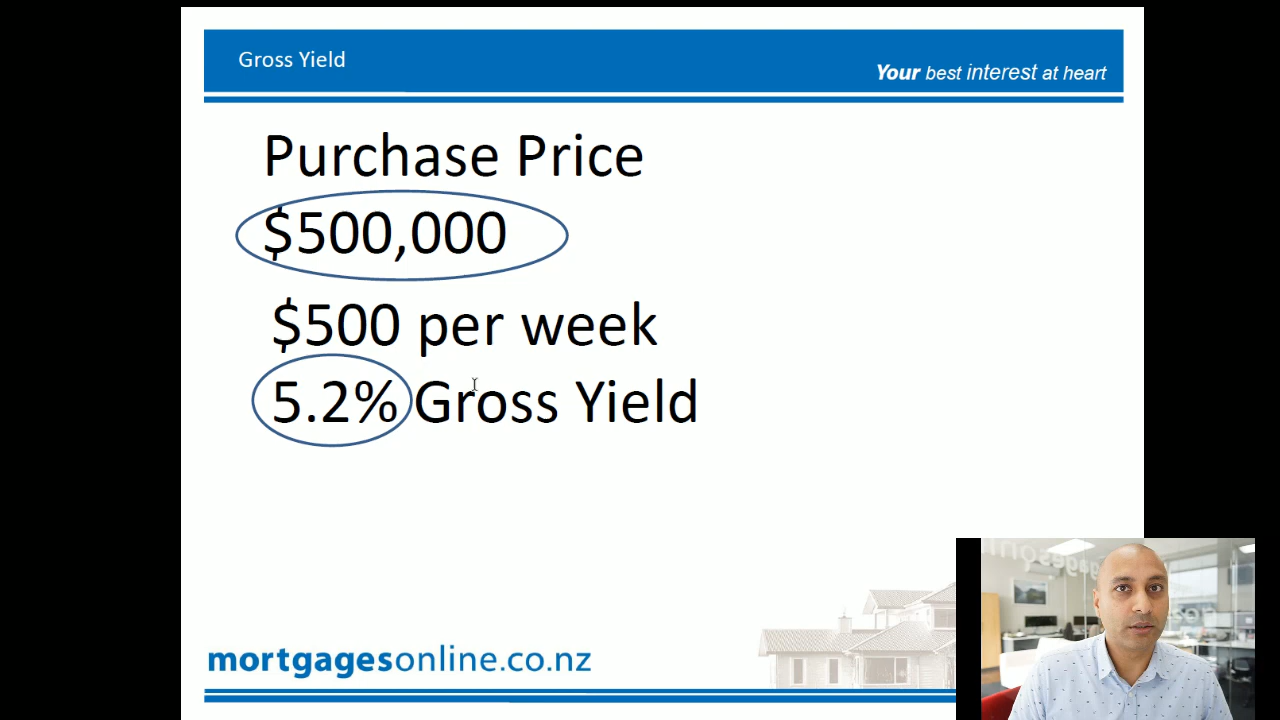 Gross Yield
Your best interest at heart
Purchase Price
$500,000
$500 per week
5.2% Gross Yield
mortgagesonline.co.nz